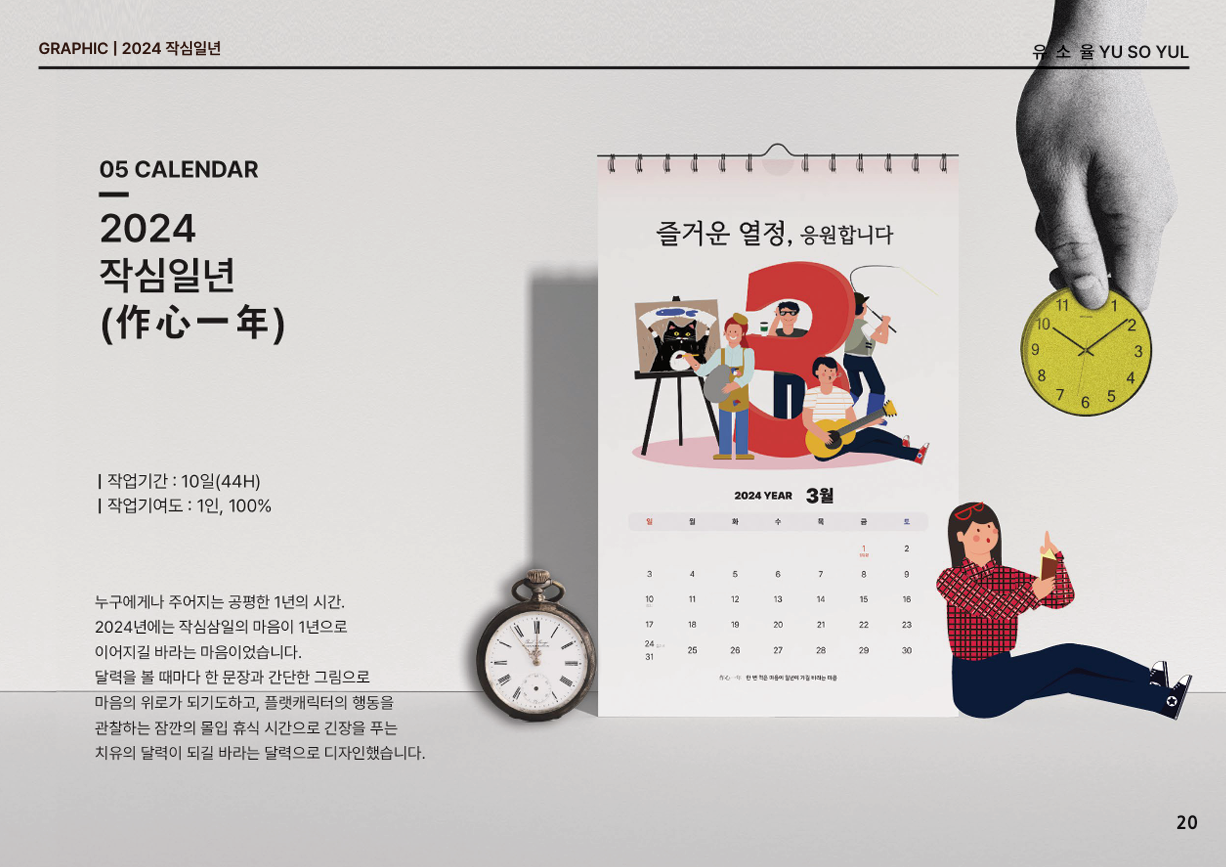 GRAPHIC | 2024 작심일년
유 소 율 YU SO YUL
05 CALENDAR
2024
작심일년
(作心一年)
| 작업기간 : 10일(44H)
| 작업기여도 : 1인, 100%
누구에게나 주어지는 공평한 1년의 시간.
2024년에는 작심삼일의 마음이 1년으로
이어지길 바라는 마음이었습니다.
달력을 볼 때마다 한 문장과 간단한 그림으로
마음의 위로가 되기도하고, 플랫캐릭터의 행동을
관찰하는 잠깐의 몰입 휴식 시간으로 긴장을 푸는
치유의 달력이 되길 바라는 달력으로 디자인했습니다.
즐거운 열정, 응원합니다
2024 YEAR 3월
일 월 화 수 목 금 토
1 2
3 4 5 6 7 8 9
10 11 12 13 14 15 16
17 18 19 20 21 22 23
24 25 26 27 28 29 30
31
11 1
10 2
9 3
8 4
7 6 5
20